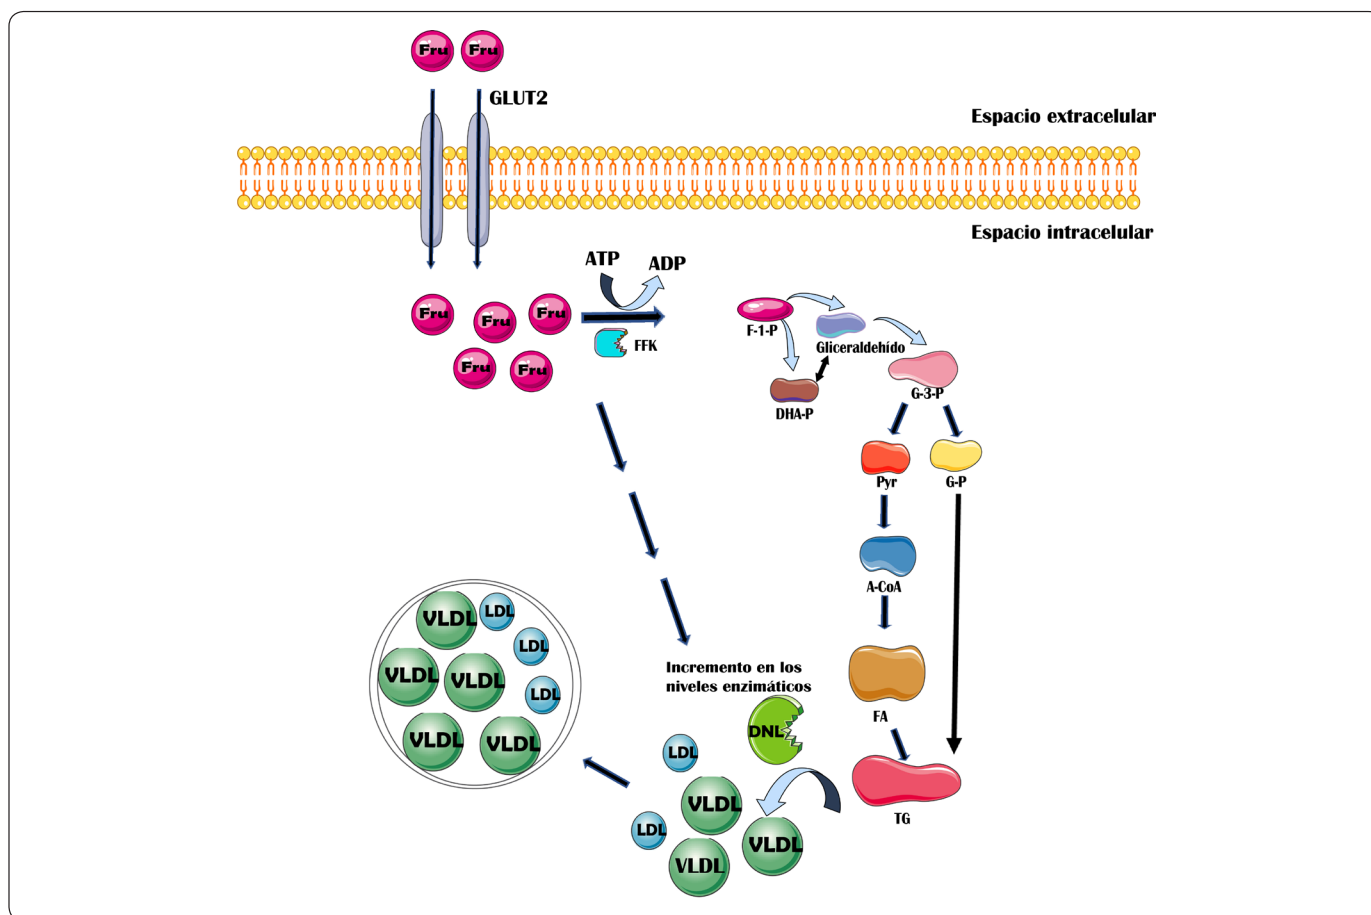 Fru Fru
GLUT2
Espacio extracelular
Espacio intracelular
ATP ADP
Fru Fru Fru
Fru Fru
FFK
F-1-P
Gliceraldehído
DHA-P
G-3-P
Pyr G-P
A-CoA
FA
TG
Incremento en los
niveles enzimáticos
DNL
LDL
VLDL
LDL
VLDL
VLDL
VLDL LDL
LDL
VLDL VLDL
LDL
VLDL VLDL